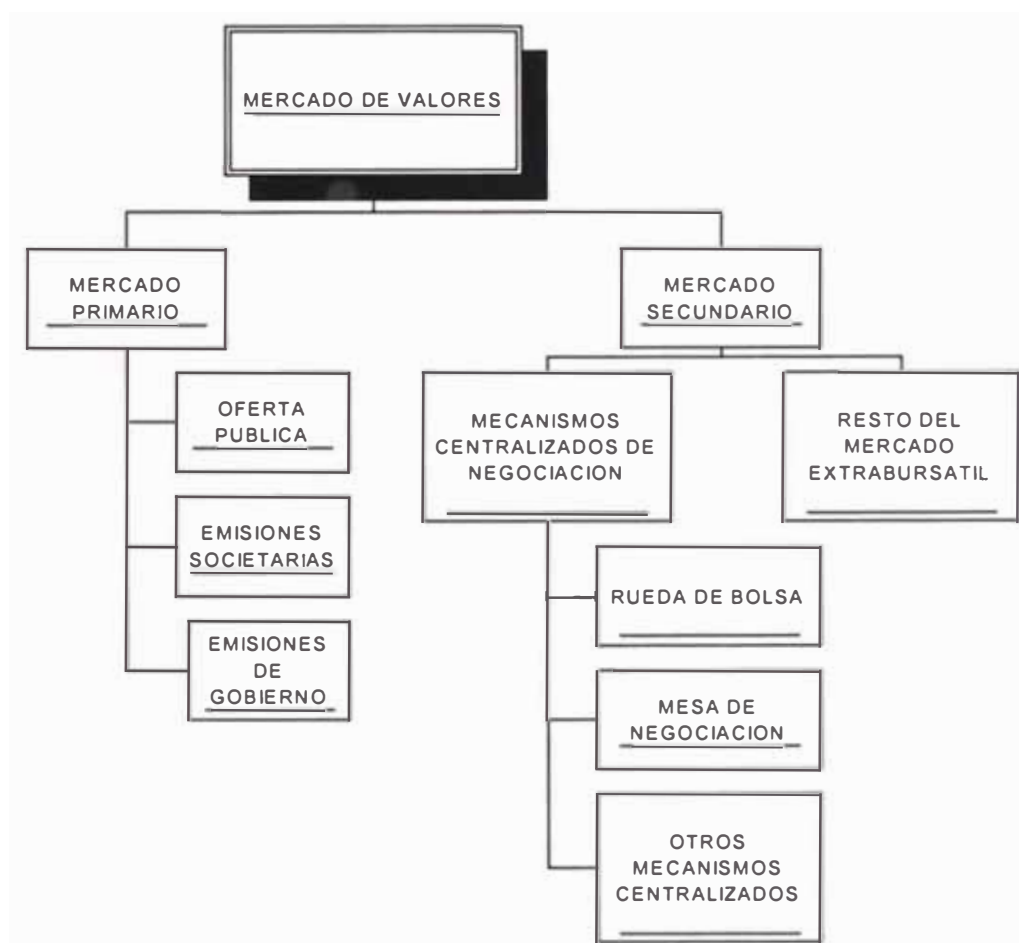 MERCADO DE VALORES
MERCADO
PRIMARIO
MERCADO
SECUNDARIO
OFERTA
PUBLICA
EMISIONES
SOCIETARIAS
EMISIONES
DE
GOBIERNO
MECANISMOS
CENTRALIZADOS DE
NEGOCIACION
RESTO DEL
MERCADO
EXTRABURSATIL
RUEDA DE BOLSA
MESA DE
NEGOCIACION
OTROS
MECANISMOS
CENTRALIZADOS